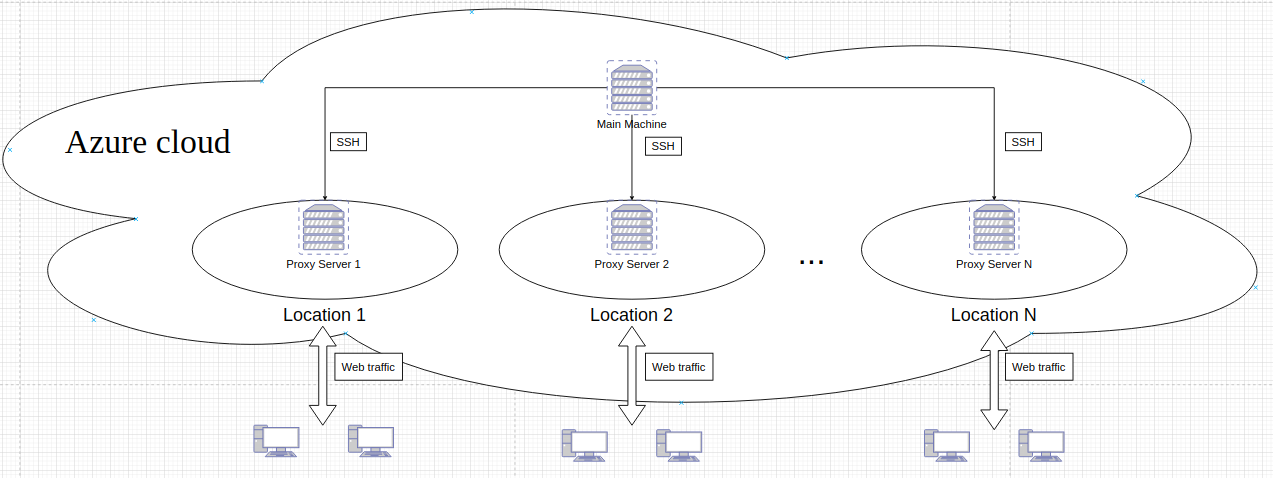 Main Machine
Azure cloud
SSH
SSH
SSH
Proxy Server 1
Proxy Server 2
...
Proxy Server N
Location 1
Location 2
Location N
Web traffic
Web traffic
Web traffic